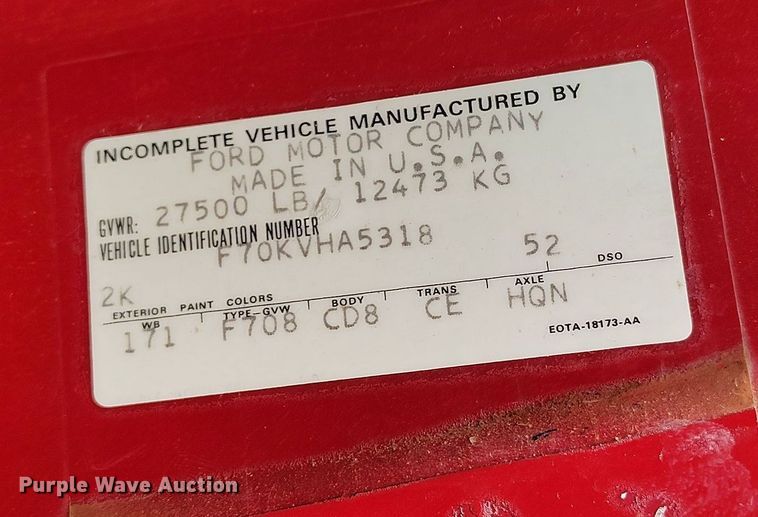 INCOMPLETE VEHICLE MANUFACTURED BY
FORD MOTOR COMPANY
MADE IN U.S.A.
GVWR: 27500 LB/ 12473 KG
VEHICLE IDENTIFICATION NUMBER
F70KVHA5318 52
2K
EXTERIOR PAINT COLORS
WB TYPE-GVW BODY TRANS AXLE DSO
171 F708 CD8 CE HQN
EOTA-18173-AA
Purple Wave Auction